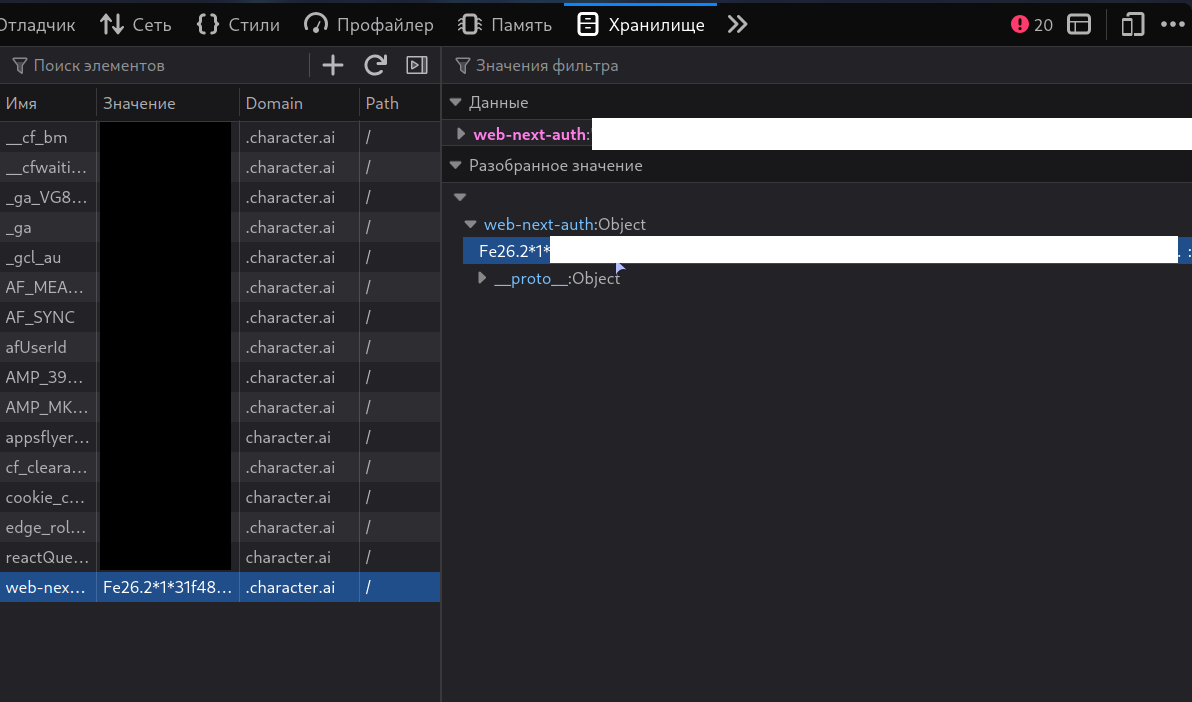 Отладчик Сеть Стили Профайлер Память Хранилище 20
Поиск элементов
Значения фильтра
Имя Значение Domain Path
__cf_bm .character.ai /
__cfwaiti... .character.ai /
_ga_VG8... .character.ai /
_ga .character.ai /
_gcl_au .character.ai /
AF_MEA... .character.ai /
AF_SYNC .character.ai /
afUserId .character.ai /
AMP_39... .character.ai /
AMP_MK... .character.ai /
appsflyer... character.ai /
cf_cleara... .character.ai /
cookie_c... character.ai /
edge_rol... .character.ai /
reactQue... character.ai /
web-nex... Fe26.2*1*31f48... .character.ai /
Данные
web-next-auth:
Разобранное значение
web-next-auth:Object
Fe26.2*1*
__proto__:Object